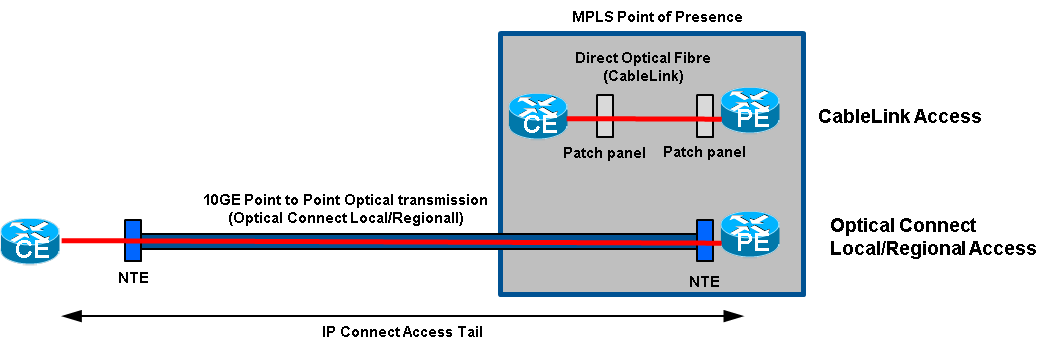 MPLS Point of Presence
Direct Optical Fibre
(CableLink)
CE
PE
CableLink Access
Patch panel
Patch panel
10GE Point to Point Optical transmission
(Optical Connect Local/Regionall)
CE
PE
Optical Connect
Local/Regional Access
NTE
NTE
IP Connect Access Tail